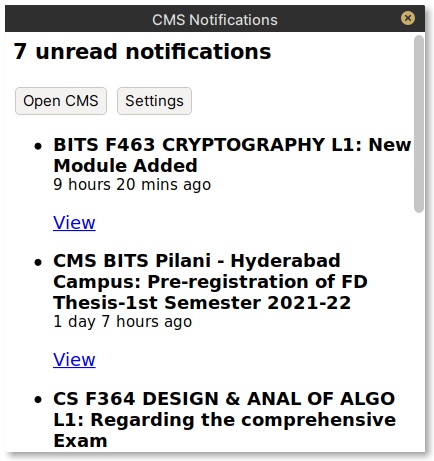 CMS Notifications
7 unread notifications
Open CMS Settings
BITS F463 CRYPTOGRAPHY L1: New
Module Added
9 hours 20 mins ago
View
CMS BITS Pilani - Hyderabad
Campus: Pre-registration of FD
Thesis-1st Semester 2021-22
1 day 7 hours ago
View
CS F364 DESIGN & ANAL OF ALGO
L1: Regarding the comprehensive
Exam